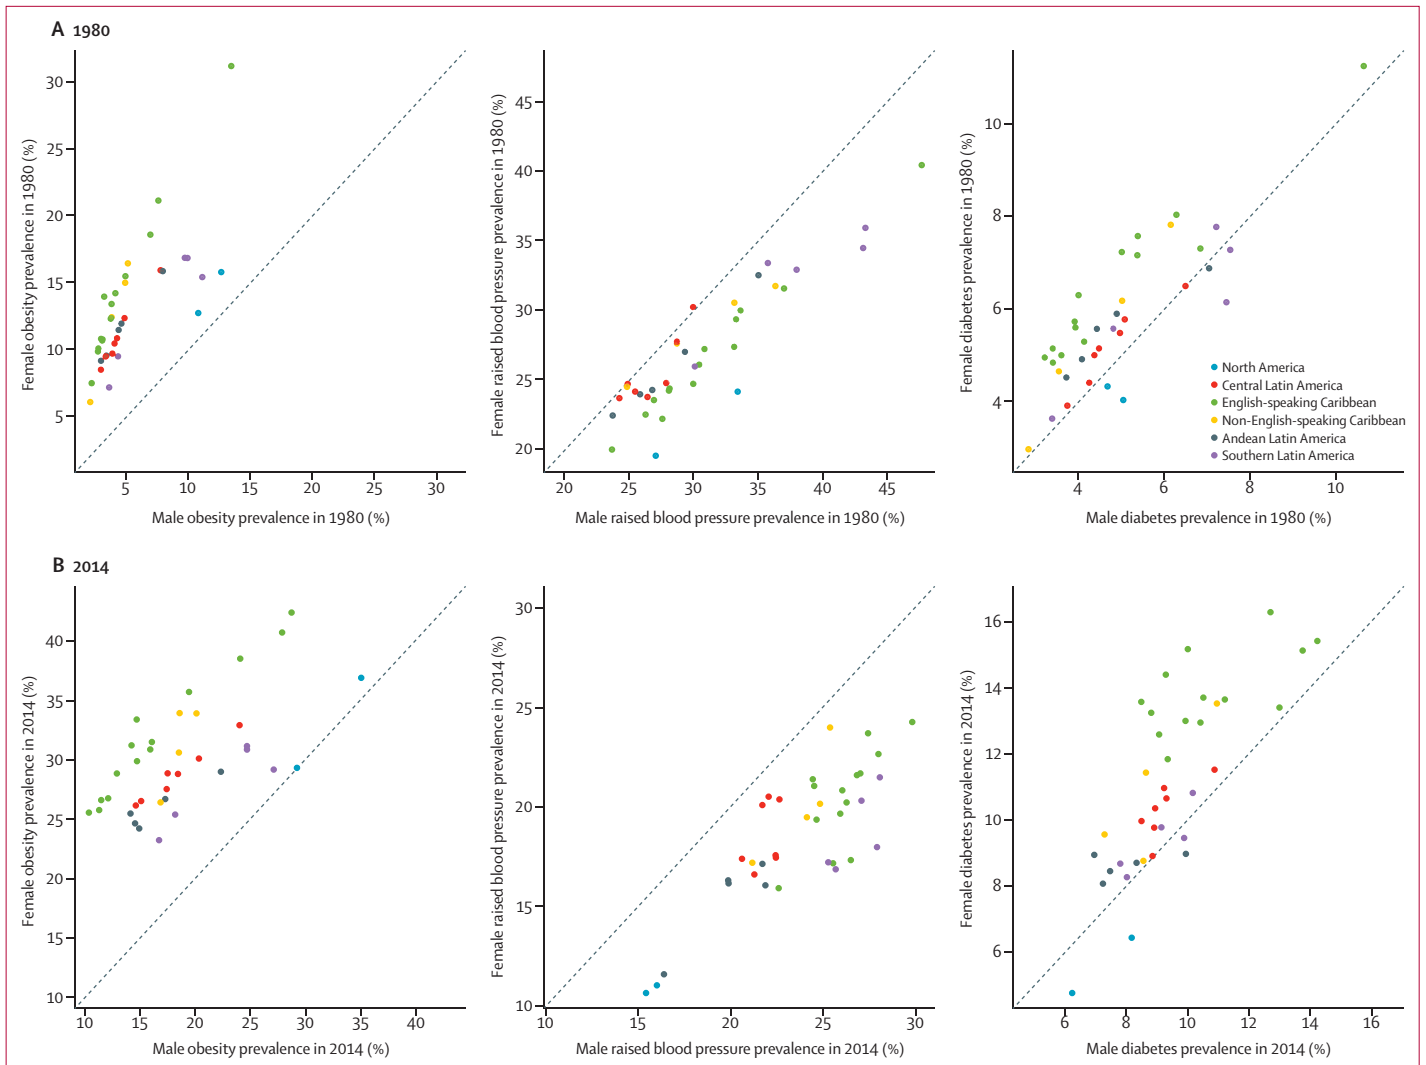 A 1980
30
25
20
15
10
5
Female obesity prevalence in 1980 (%)
5 10 15 20 25 30
Male obesity prevalence in 1980 (%)
45
40
35
30
25
20
Female raised blood pressure prevalence in 1980 (%)
20 25 30 35 40 45
Male raised blood pressure prevalence in 1980 (%)
10
8
6
4
Female diabetes prevalence in 1980 (%)
4 6 8 10
Male diabetes prevalence in 1980 (%)
North America
Central Latin America
English-speaking Caribbean
Non-English-speaking Caribbean
Andean Latin America
Southern Latin America
B 2014
40
35
30
25
20
15
10
Female obesity prevalence in 2014 (%)
10 15 20 25 30 35 40
Male obesity prevalence in 2014 (%)
30
25
20
15
10
Female raised blood pressure prevalence in 2014 (%)
10 15 20 25 30
Male raised blood pressure prevalence in 2014 (%)
16
14
12
10
8
6
Female diabetes prevalence in 2014 (%)
6 8 10 12 14 16
Male diabetes prevalence in 2014 (%)